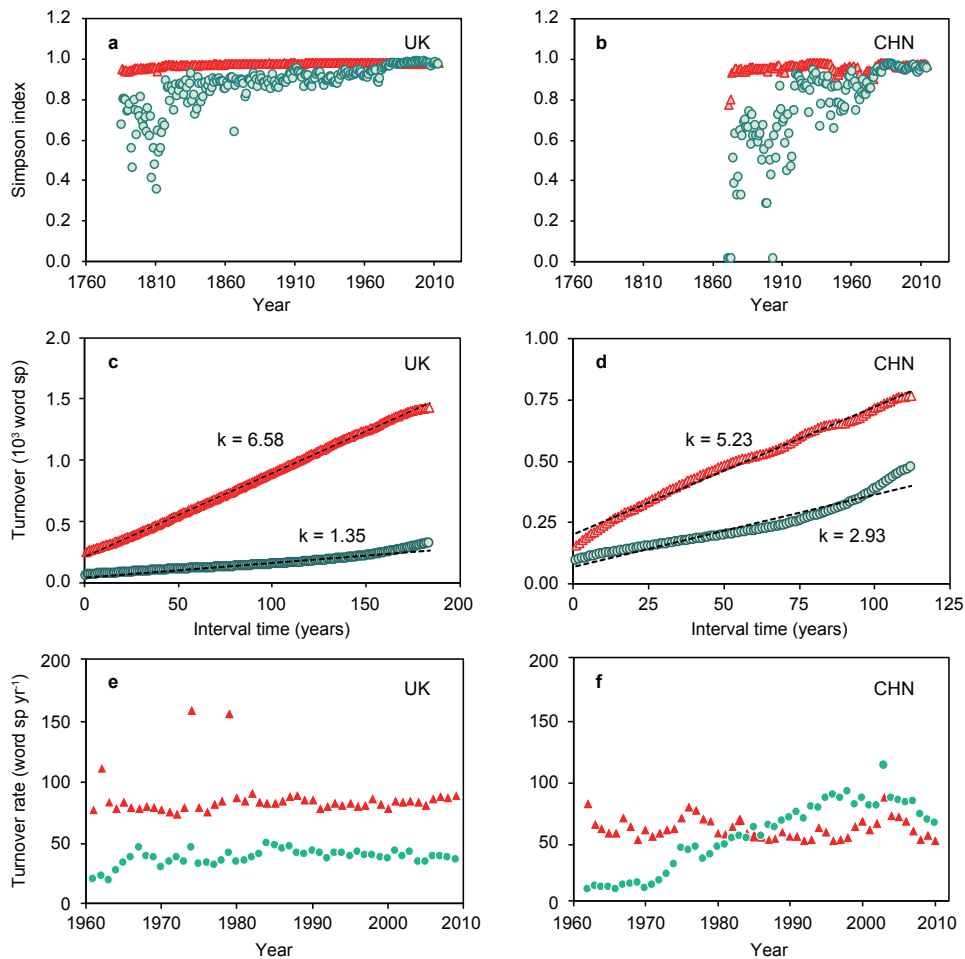 a UK
b CHN
Simpson index
1.2
1.0
0.8
0.6
0.4
0.2
0.0
1760 1810 1860 1910 1960 2010
Year
1.2
1.0
0.8
0.6
0.4
0.2
0.0
1760 1810 1860 1910 1960 2010
Year
c UK
d CHN
Turnover (10³ word sp)
2.0
1.5
1.0
0.5
0.0
k = 6.58
k = 1.35
0 50 100 150 200
Interval time (years)
1.00
0.75
0.50
0.25
0.00
k = 5.23
k = 2.93
0 25 50 75 100 125
Interval time (years)
e UK
f CHN
Turnover rate (word sp yr⁻¹)
200
150
100
50
0
1960 1970 1980 1990 2000 2010
Year
200
150
100
50
0
1960 1970 1980 1990 2000 2010
Year